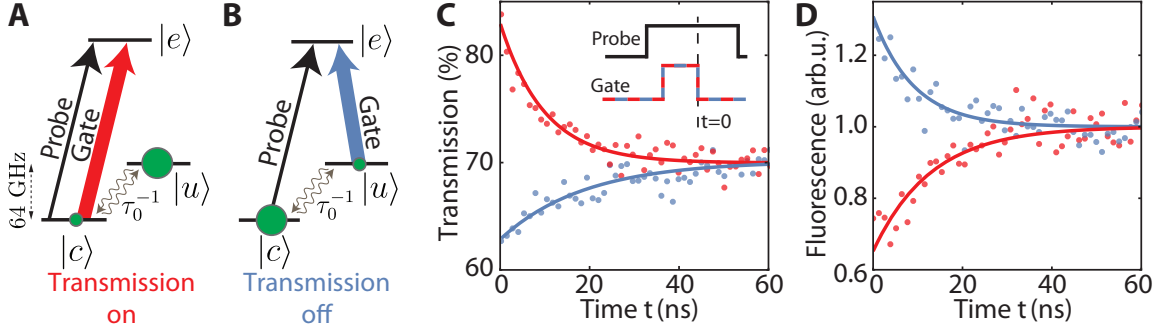 A
|e⟩
Probe
Gate
64 GHz
|u⟩
τ₀⁻¹
|c⟩
Transmission
on
B
|e⟩
Probe
Gate
|u⟩
τ₀⁻¹
|c⟩
Transmission
off
C
Transmission (%)
80
70
60
0
20
40
60
Time t (ns)
Probe
Gate
t=0
D
Fluorescence (arb.u.)
1.2
1.0
0.8
0.6
0
20
40
60
Time t (ns)